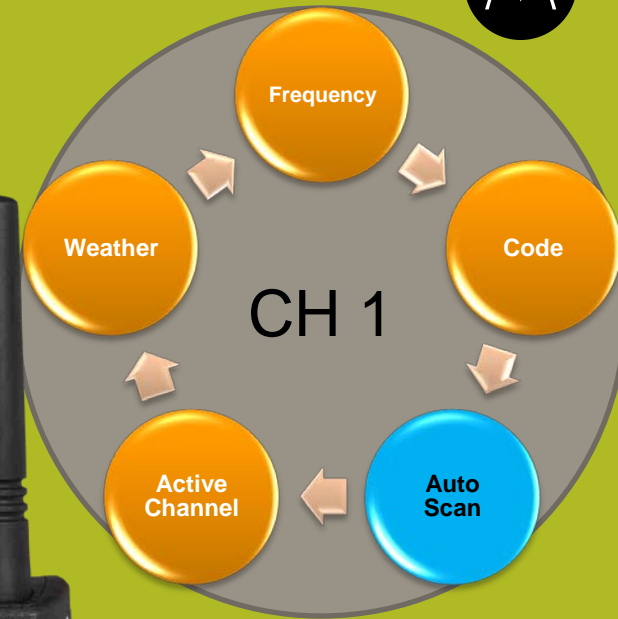 Frequency
Weather
Code
CH 1
Active
Channel
Auto
Scan